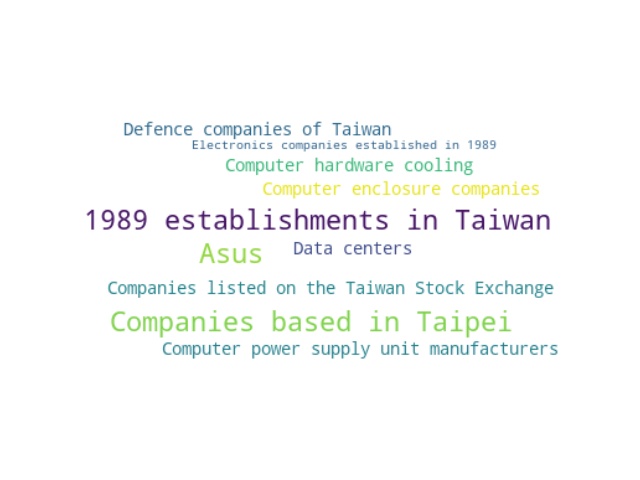 Defence companies of Taiwan
Electronics companies established in 1989
Computer hardware cooling
Computer enclosure companies
1989 establishments in Taiwan
Asus
Data centers
Companies listed on the Taiwan Stock Exchange
Companies based in Taipei
Computer power supply unit manufacturers